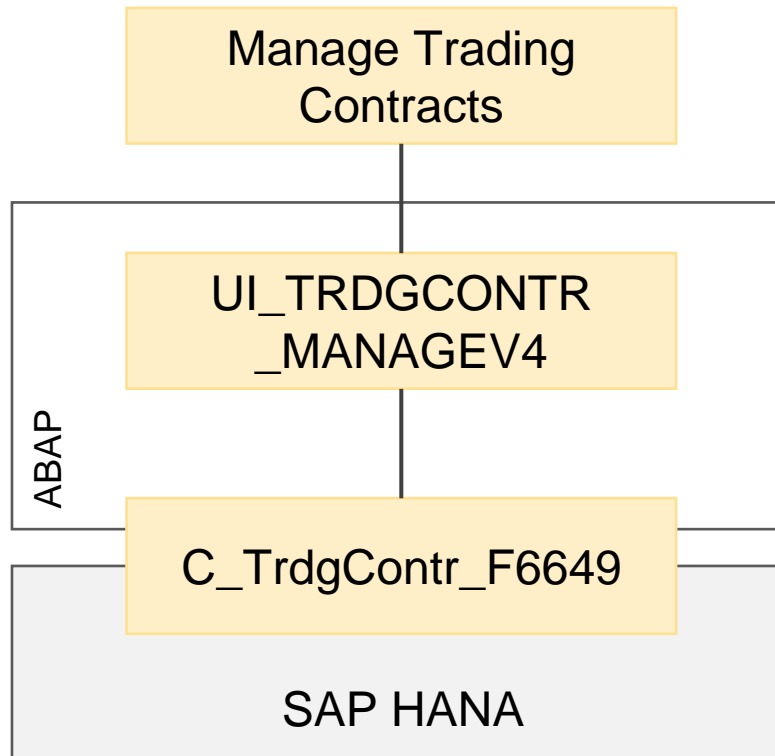 Manage Trading
Contracts
UI_TRDGCONTR
_MANAGEV4
ABAP
C_TrdgContr_F6649
SAP HANA